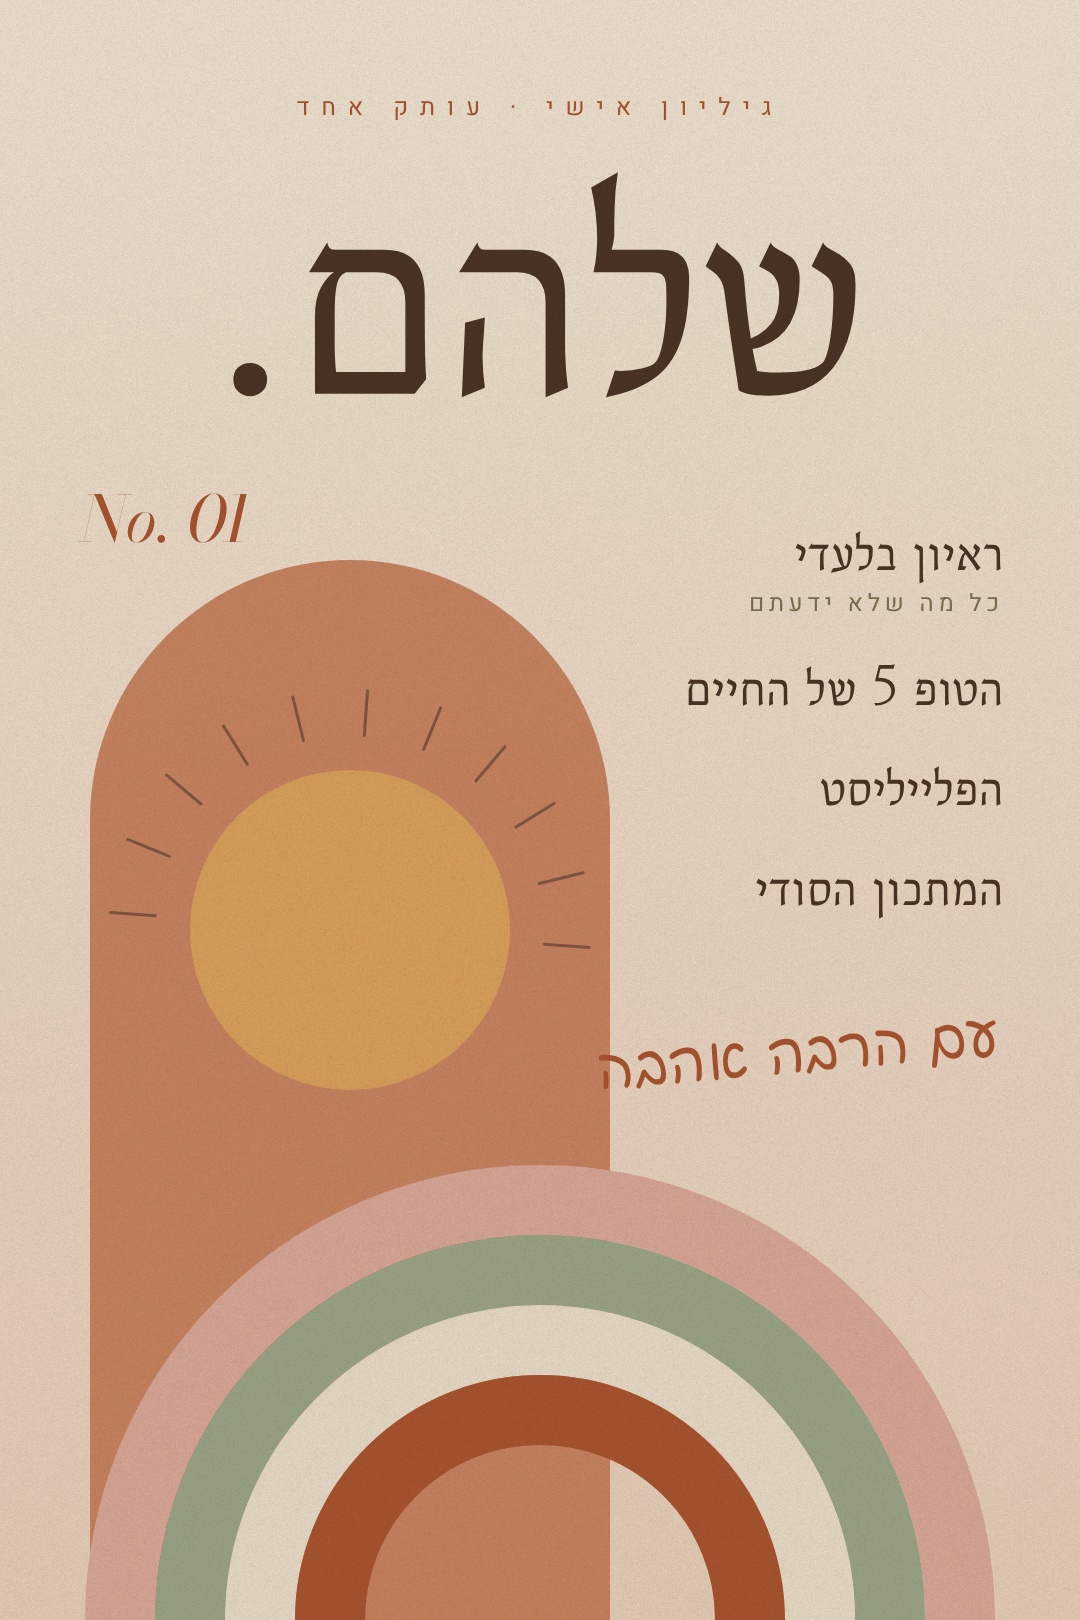 גיליון אישי · עותק אחד
שלהם.
No. 01
ראיון בלעדי
כל מה שלא ידעתם
הטופ 5 של החיים
הפלייליסט
המתכון הסודי
עם הרבה אהבה